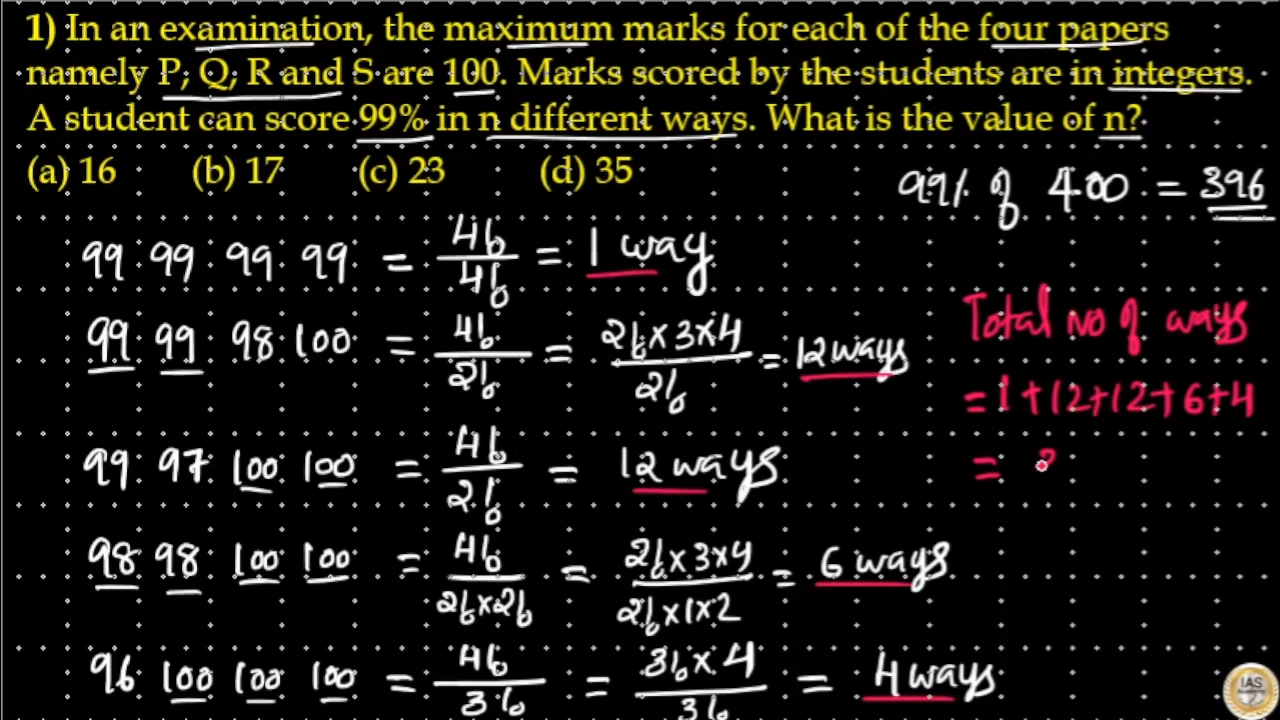 1) In an examination, the maximum marks for each of the four papers
namely P, Q, R and S are 100. Marks scored by the students are in integers.
A student can score 99% in n different ways. What is the value of n?
(a) 16 (b) 17 (c) 23 (d) 35
99% of 400 = 396
99 99 99 99 = 4!/4! = 1 way
99 99 98 100 = 4!/2! = 2!×3×4/2! = 12 ways
99 97 100 100 = 4!/2! = 12 ways
98 98 100 100 = 4!/2!×2! = 2!×3×4/2!×1×2 = 6 ways
96 100 100 100 = 4!/3! = 3!×4/3! = 4 ways
Total no of ways
= 1+12+12+6+4
=
IAS